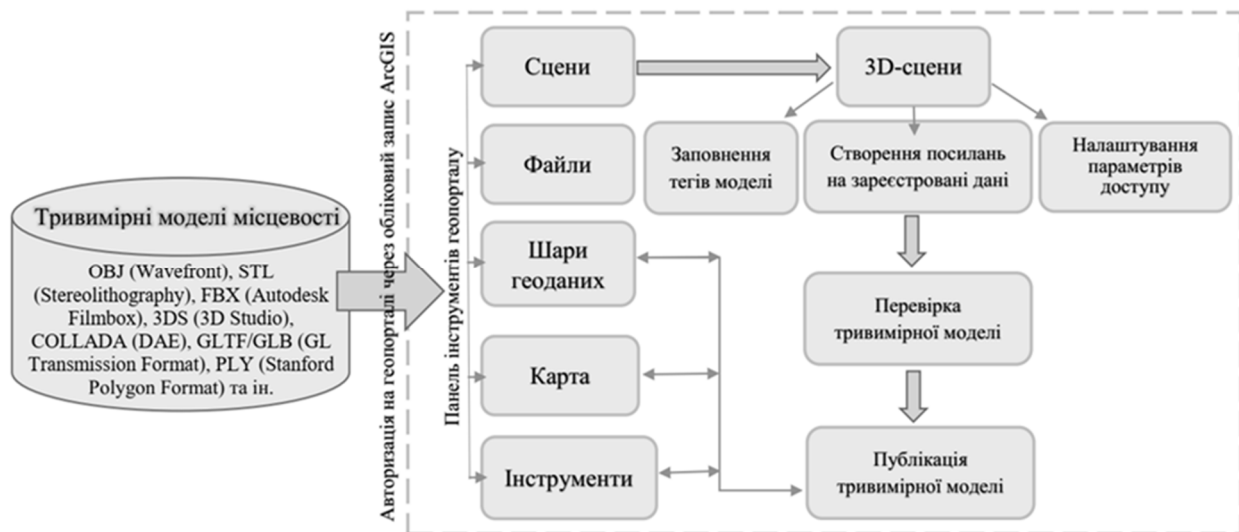 Тривимірні моделі місцевості
OBJ (Wavefront), STL
(Stereolithography), FBX (Autodesk
Filmbox), 3DS (3D Studio),
COLLADA (DAE), GLTF/GLB (GL
Transmission Format), PLY (Stanford
Polygon Format) та ін.
Авторизація на геопорталі через обліковий запис ArcGIS
Панель інструментів геопорталу
Сцени
Файли
Шари
геоданих
Карта
Інструменти
3D-сцени
Заповнення
тегів моделі
Створення посилань
на зареєстровані дані
Налаштування
параметрів
доступу
Перевірка
тривимірної моделі
Публікація
тривимірної моделі